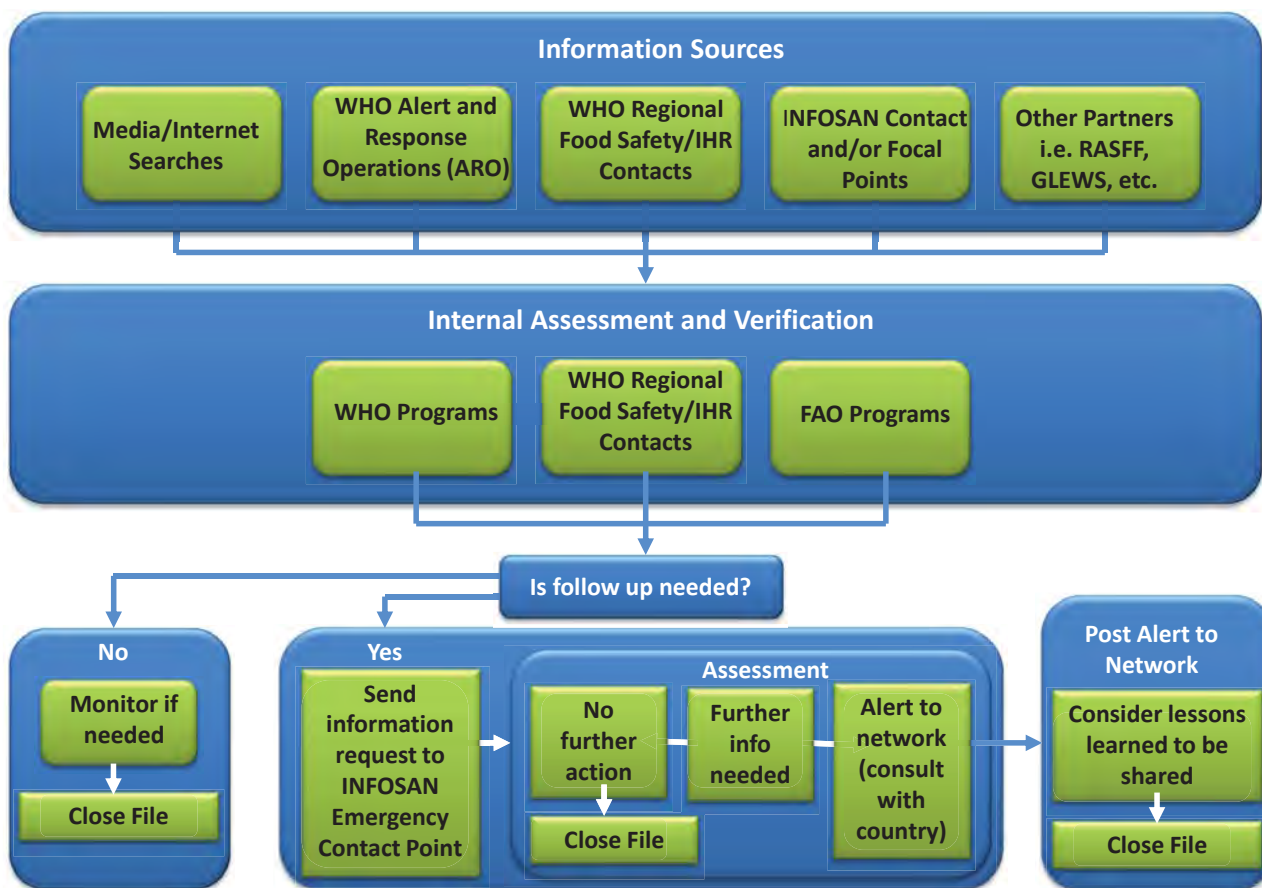 Information Sources
Media/Internet
Searches
WHO Alert and
Response
Operations (ARO)
WHO Regional
Food Safety/IHR
Contacts
INFOSAN Contact
and/or Focal
Points
Other Partners
i.e. RASFF,
GLEWS, etc.
Internal Assessment and Verification
WHO Programs
WHO Regional
Food Safety/IHR
Contacts
FAO Programs
Is follow up needed?
No
Monitor if
needed
Close File
Yes
Send
information
request to
INFOSAN
Emergency
Contact Point
Assessment
No
further
action
Close File
Further
info
needed
Alert to
network
(consult
with
country)
Post Alert to
Network
Consider lessons
learned to be
shared
Close File